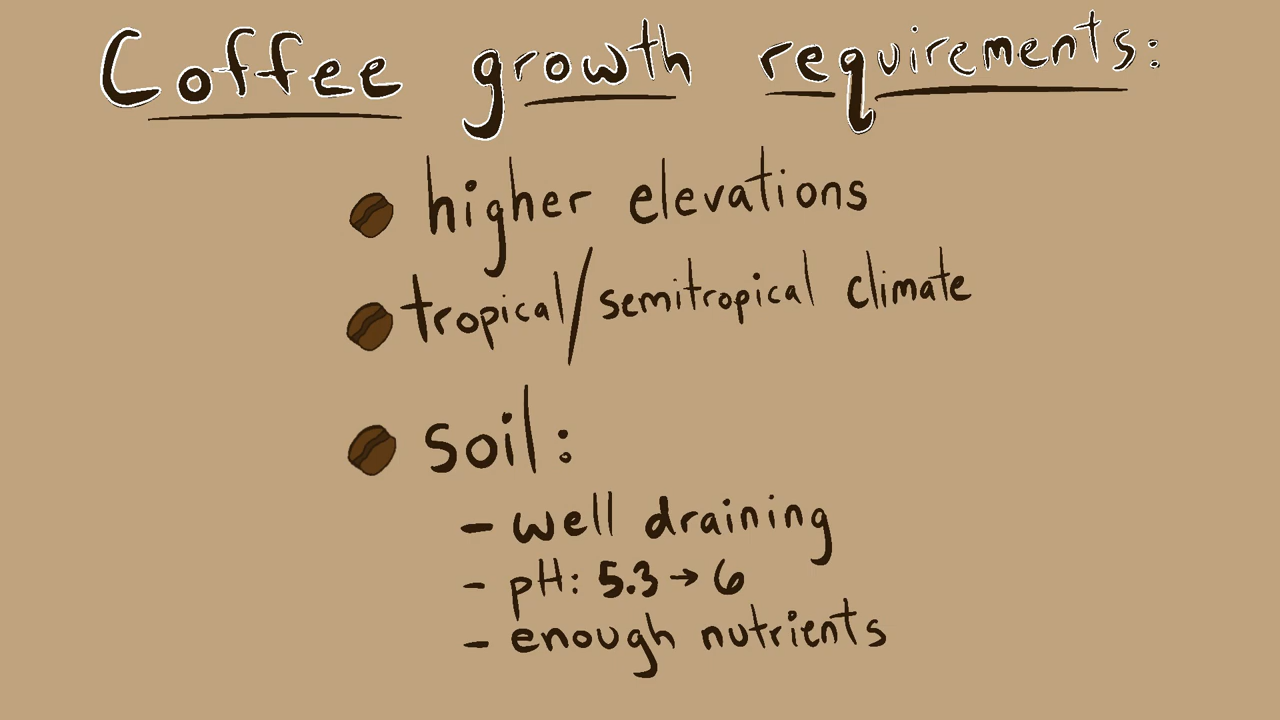 Coffee growth requirements:
higher elevations
tropical/semitropical climate
soil:
- well draining
- pH: 5.3 → 6
- enough nutrients